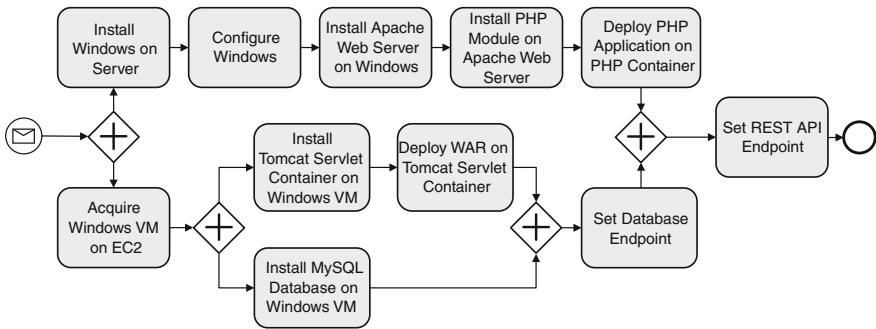 Install
Windows on
Server
Configure
Windows
Install Apache
Web Server
on Windows
Install PHP
Module on
Apache Web
Server
Deploy PHP
Application on
PHP Container
Set REST API
Endpoint
Install
Tomcat Servlet
Container on
Windows VM
Deploy WAR on
Tomcat Servlet
Container
Acquire
Windows VM
on EC2
Set Database
Endpoint
Install MySQL
Database on
Windows VM